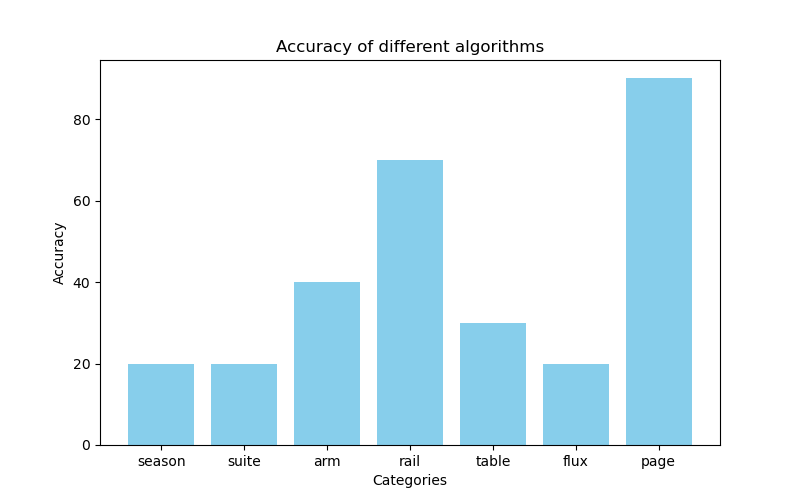 Accuracy of different algorithms
Accuracy
80
60
40
20
0
season suite arm rail table flux page
Categories